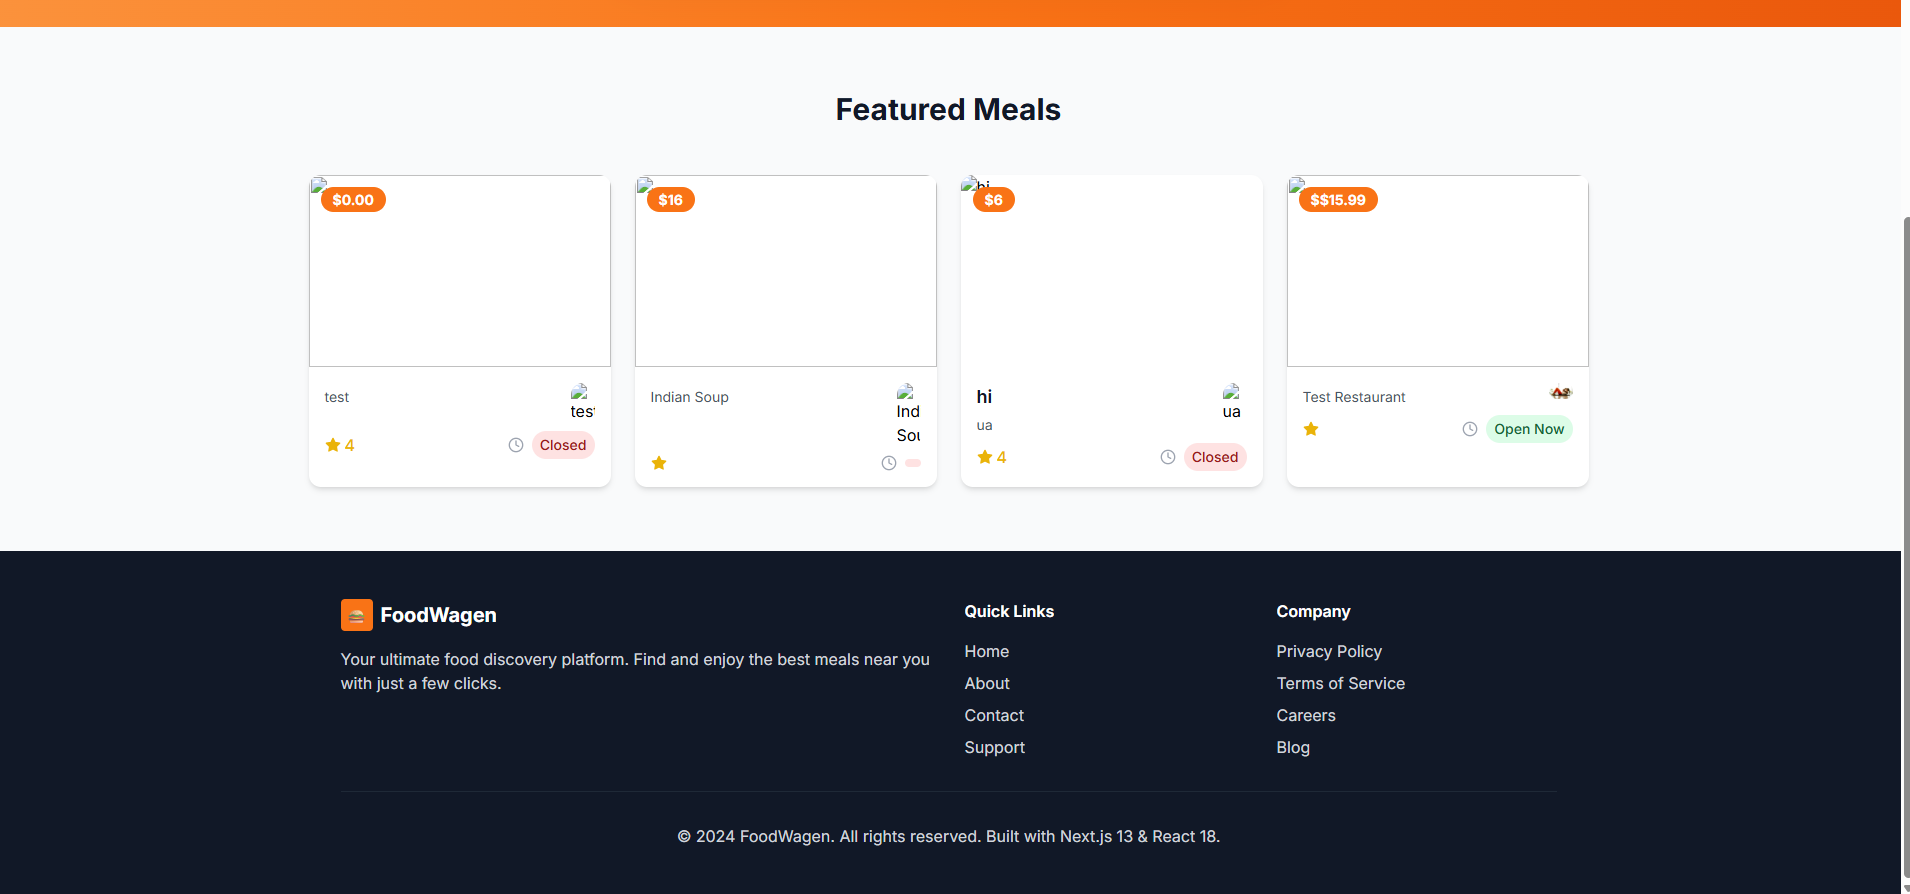 Featured Meals
$0.00
test
test
4
Closed
$16
Indian Soup
Ind
Sou
hi
$6
hi
ua
ua
4
Closed
$$15.99
Test Restaurant
Open Now
FoodWagen
Your ultimate food discovery platform. Find and enjoy the best meals near you
with just a few clicks.
Quick Links
Home
About
Contact
Support
Company
Privacy Policy
Terms of Service
Careers
Blog
© 2024 FoodWagen. All rights reserved. Built with Next.js 13 & React 18.